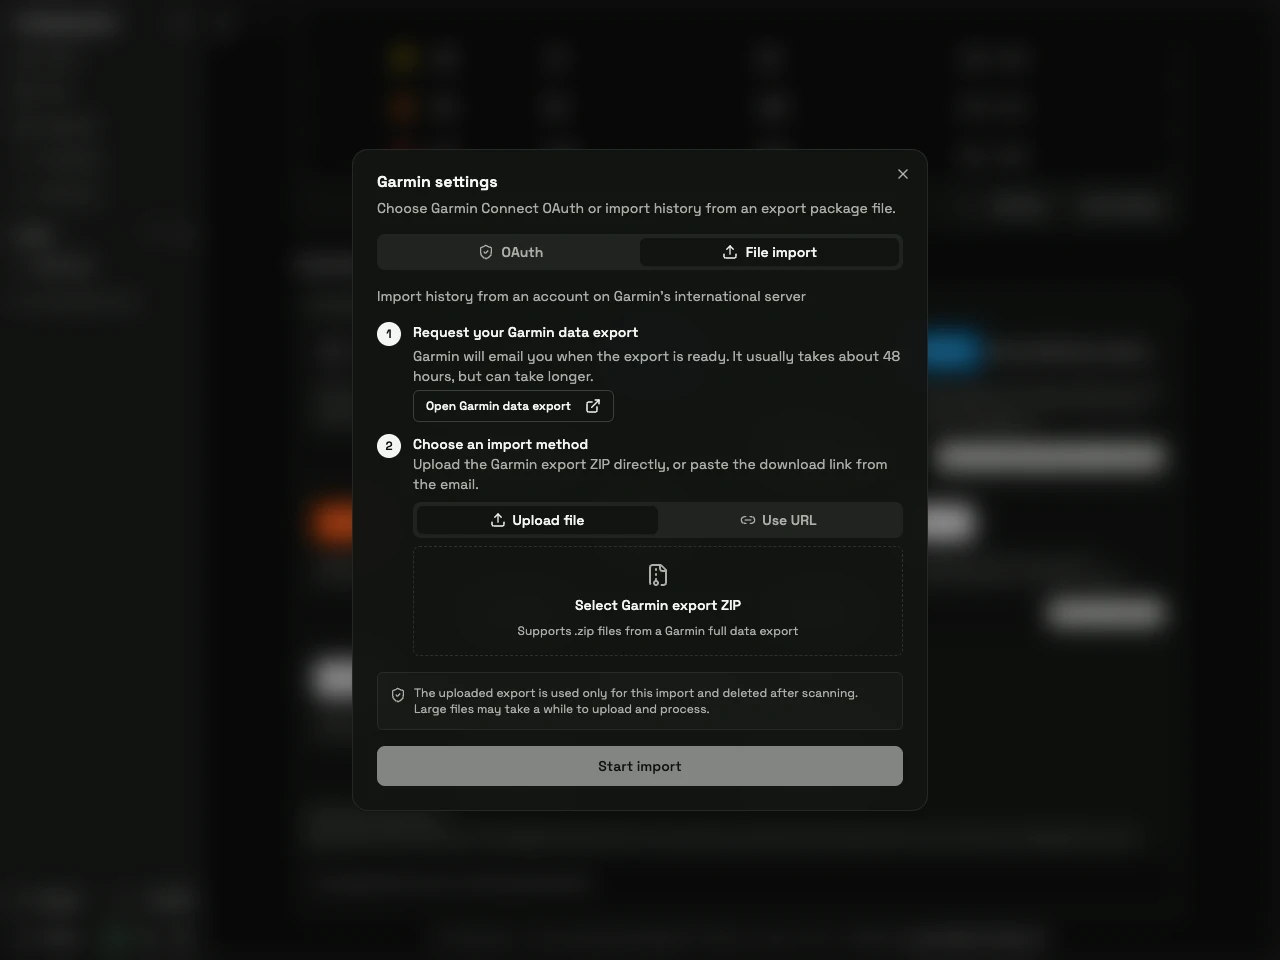 Garmin settings
Choose Garmin Connect OAuth or import history from an export package file.
OAuth
File import
Import history from an account on Garmin's international server
1
Request your Garmin data export
Garmin will email you when the export is ready. It usually takes about 48
hours, but can take longer.
Open Garmin data export
2
Choose an import method
Upload the Garmin export ZIP directly, or paste the download link from
the email.
Upload file
Use URL
Select Garmin export ZIP
Supports .zip files from a Garmin full data export
The uploaded export is used only for this import and deleted after scanning.
Large files may take a while to upload and process.
Start import